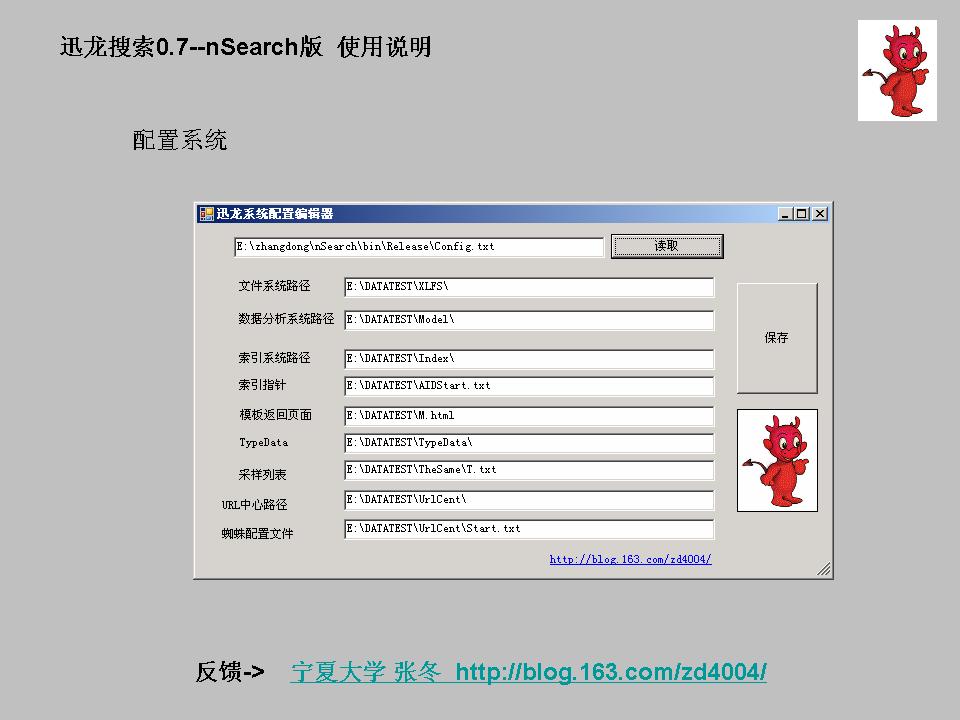 迅龙搜索0.7--nSearch版 使用说明
配置系统
迅龙系统配置编辑器
E:\zhangdong\nSearch\bin\Release\Config.txt 读取
文件系统路径 E:\DATATEST\XLFS\
数据分析系统路径 E:\DATATEST\Model\
保存
索引系统路径 E:\DATATEST\Index\
索引指针 E:\DATATEST\AIDStart.txt
模板返回页面 E:\DATATEST\M.html
TypeData E:\DATATEST\TypeData\
采样列表 E:\DATATEST\TheSame\T.txt
URL中心路径 E:\DATATEST\UrlCent\
蜘蛛配置文件 E:\DATATEST\UrlCent\Start.txt
http://blog.163.com/zd4004/
反馈-> 宁夏大学 张冬 http://blog.163.com/zd4004/